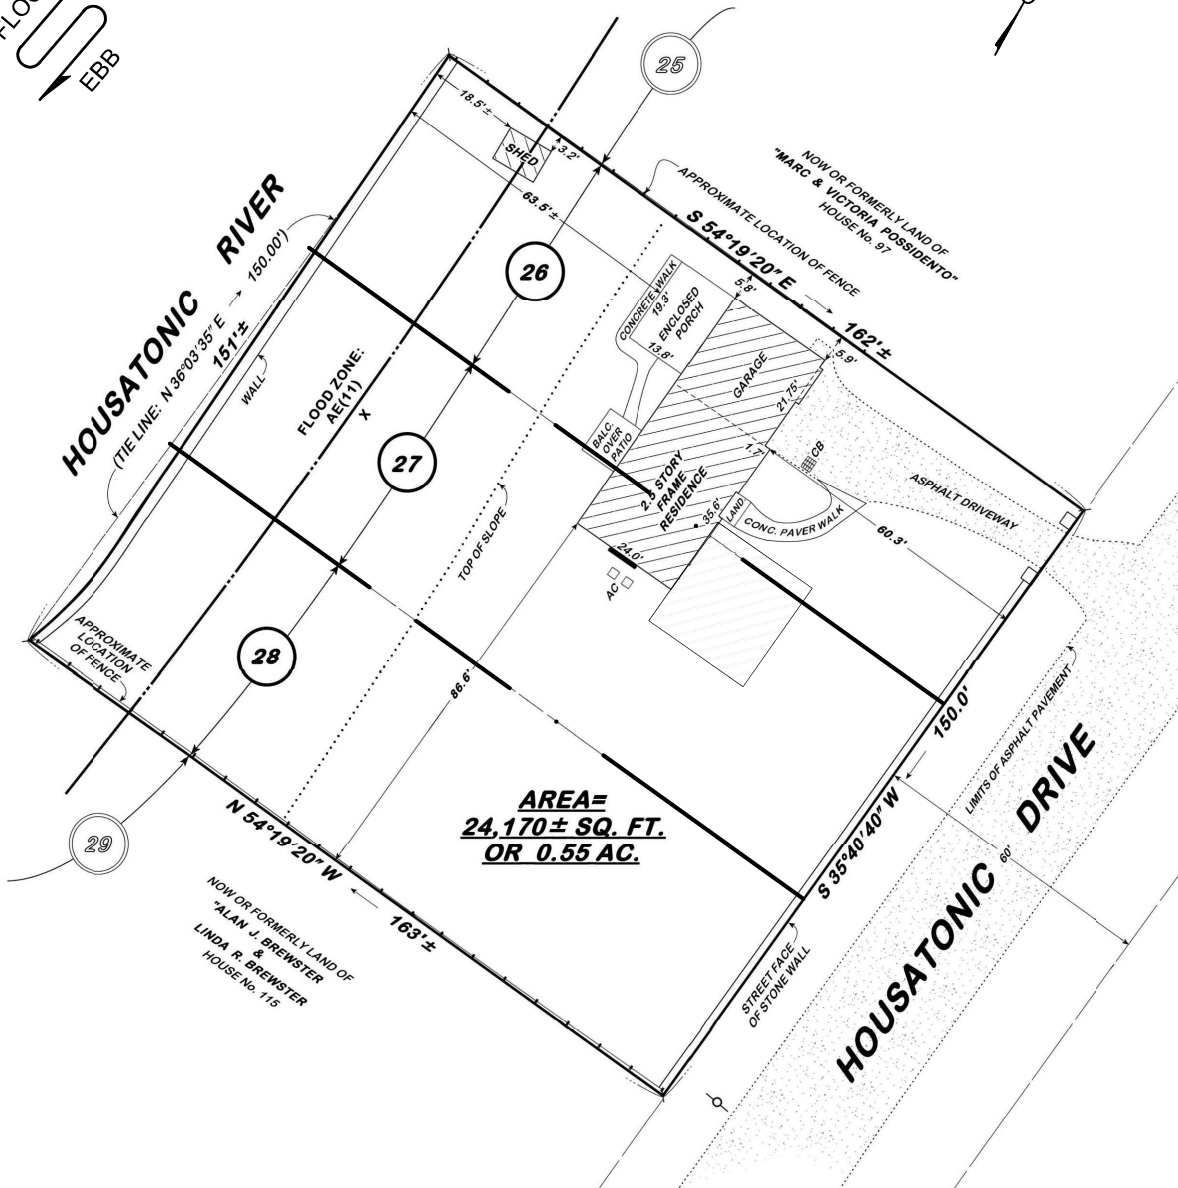 EBB
25
18.5'±
SHED
3.2'
63.5'±
NOW OR FORMERLY LAND OF
"MARC & VICTORIA POSSIDENTO"
HOUSE No. 97
APPROXIMATE LOCATION OF FENCE
S 54°19'20" E
162'±
HOUSATONIC RIVER
(TIE LINE: N 36°03'35" E 150.00')
151'±
WALL
26
FLOOD ZONE:
AE(11)
X
27
28
29
CONCRETE WALK
19.3'
ENCLOSED
PORCH
13.8'
5.8'
5.9'
GARAGE
21.75'
BALC.
OVER
PATIO
2.5 STORY
FRAME
RESIDENCE
1.7'
CB
LAND.
35.6'
CONC. PAVER WALK
ASPHALT DRIVEWAY
60.3'
24.0'
AC
TOP OF SLOPE
86.6'
APPROXIMATE
LOCATION
OF FENCE
AREA=
24,170± SQ. FT.
OR 0.55 AC.
N 54°19'20" W
163'±
NOW OR FORMERLY LAND OF
"ALAN J. BREWSTER
&
LINDA R. BREWSTER
HOUSE No. 115
150.0'
S 35°40'40" W
LIMITS OF ASPHALT PAVEMENT
60'
STREET FACE
OF STONE WALL
HOUSATONIC DRIVE